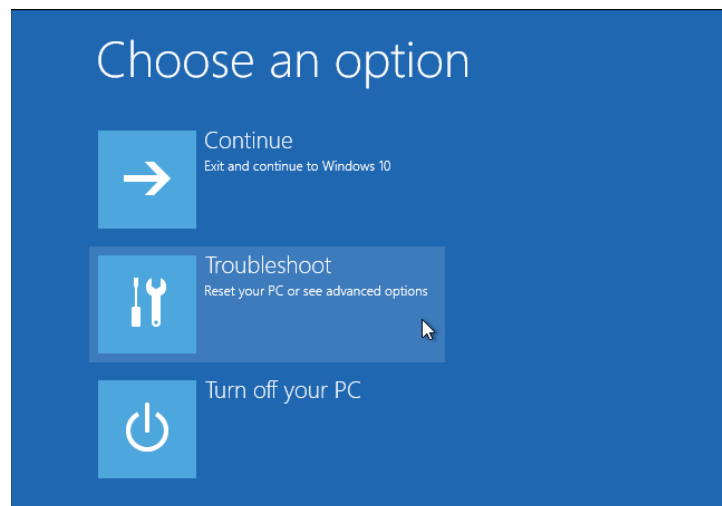 Choose an option
Continue
Exit and continue to Windows 10
Troubleshoot
Reset your PC or see advanced options
Turn off your PC